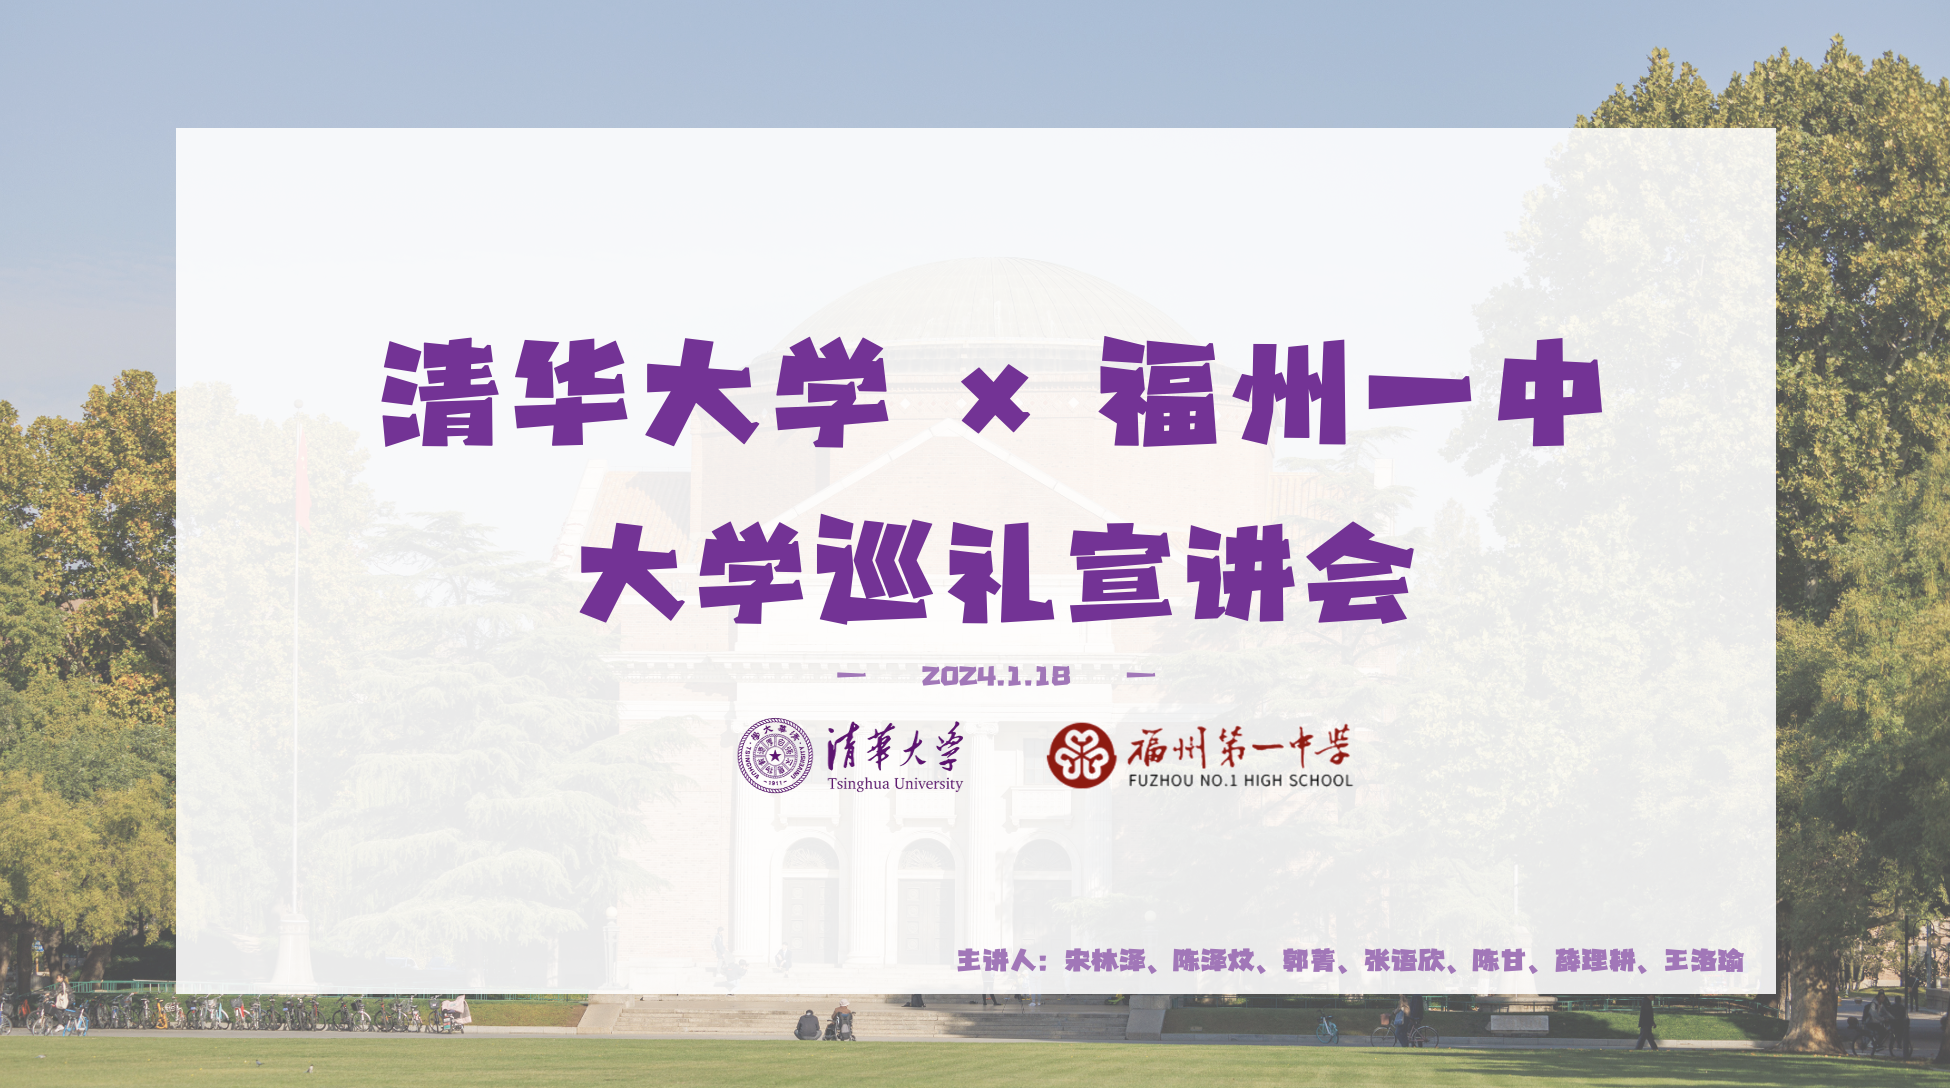 清华大学 × 福州一中
大学巡礼宣讲会
— 2024.1.18 —
清華大学
Tsinghua University
福州第一中学
FUZHOU NO.1 HIGH SCHOOL
主讲人：宋林泽、陈泽炆、郭菁、张语欣、陈甘、薛理耕、王洛瑜